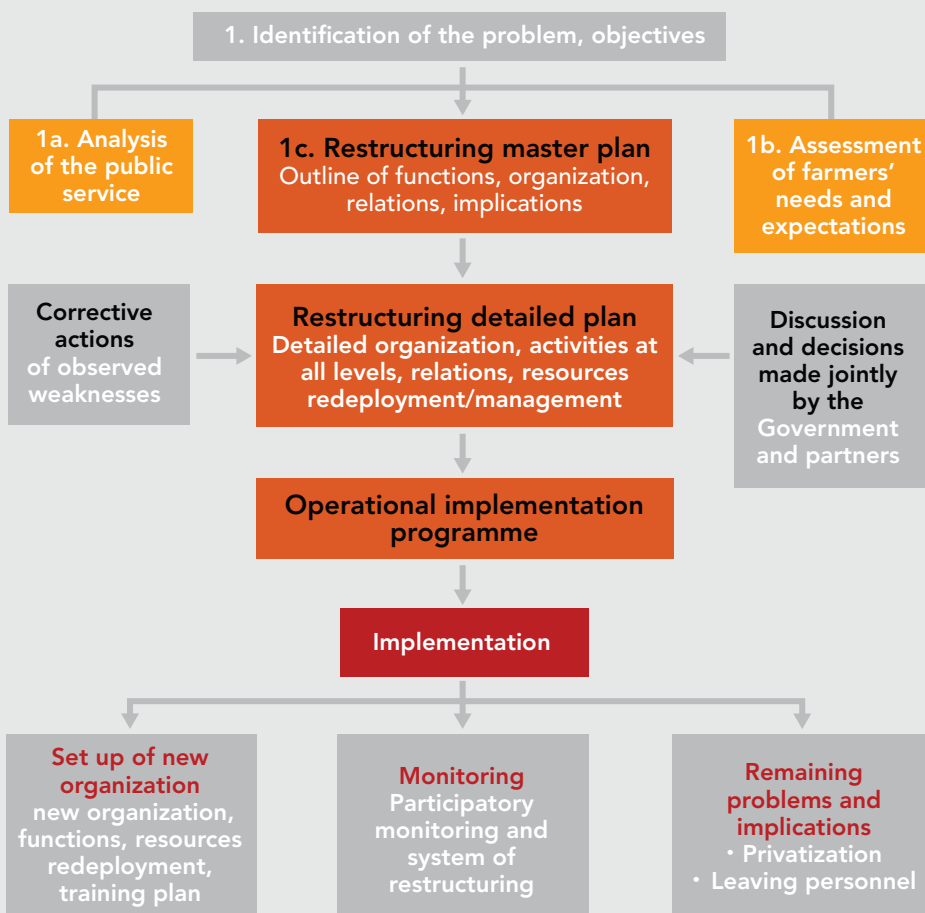 1. Identification of the problem, objectives
1a. Analysis
of the public
service
1c. Restructuring master plan
Outline of functions, organization,
relations, implications
1b. Assessment
of farmers’
needs and
expectations
Corrective
actions
of observed
weaknesses
Restructuring detailed plan
Detailed organization, activities at
all levels, relations, resources
redeployment/management
Discussion
and decisions
made jointly
by the
Government
and partners
Operational implementation
programme
Implementation
Set up of new
organization
new organization,
functions, resources
redeployment,
training plan
Monitoring
Participatory
monitoring and
system of
restructuring
Remaining
problems and
implications
· Privatization
· Leaving personnel